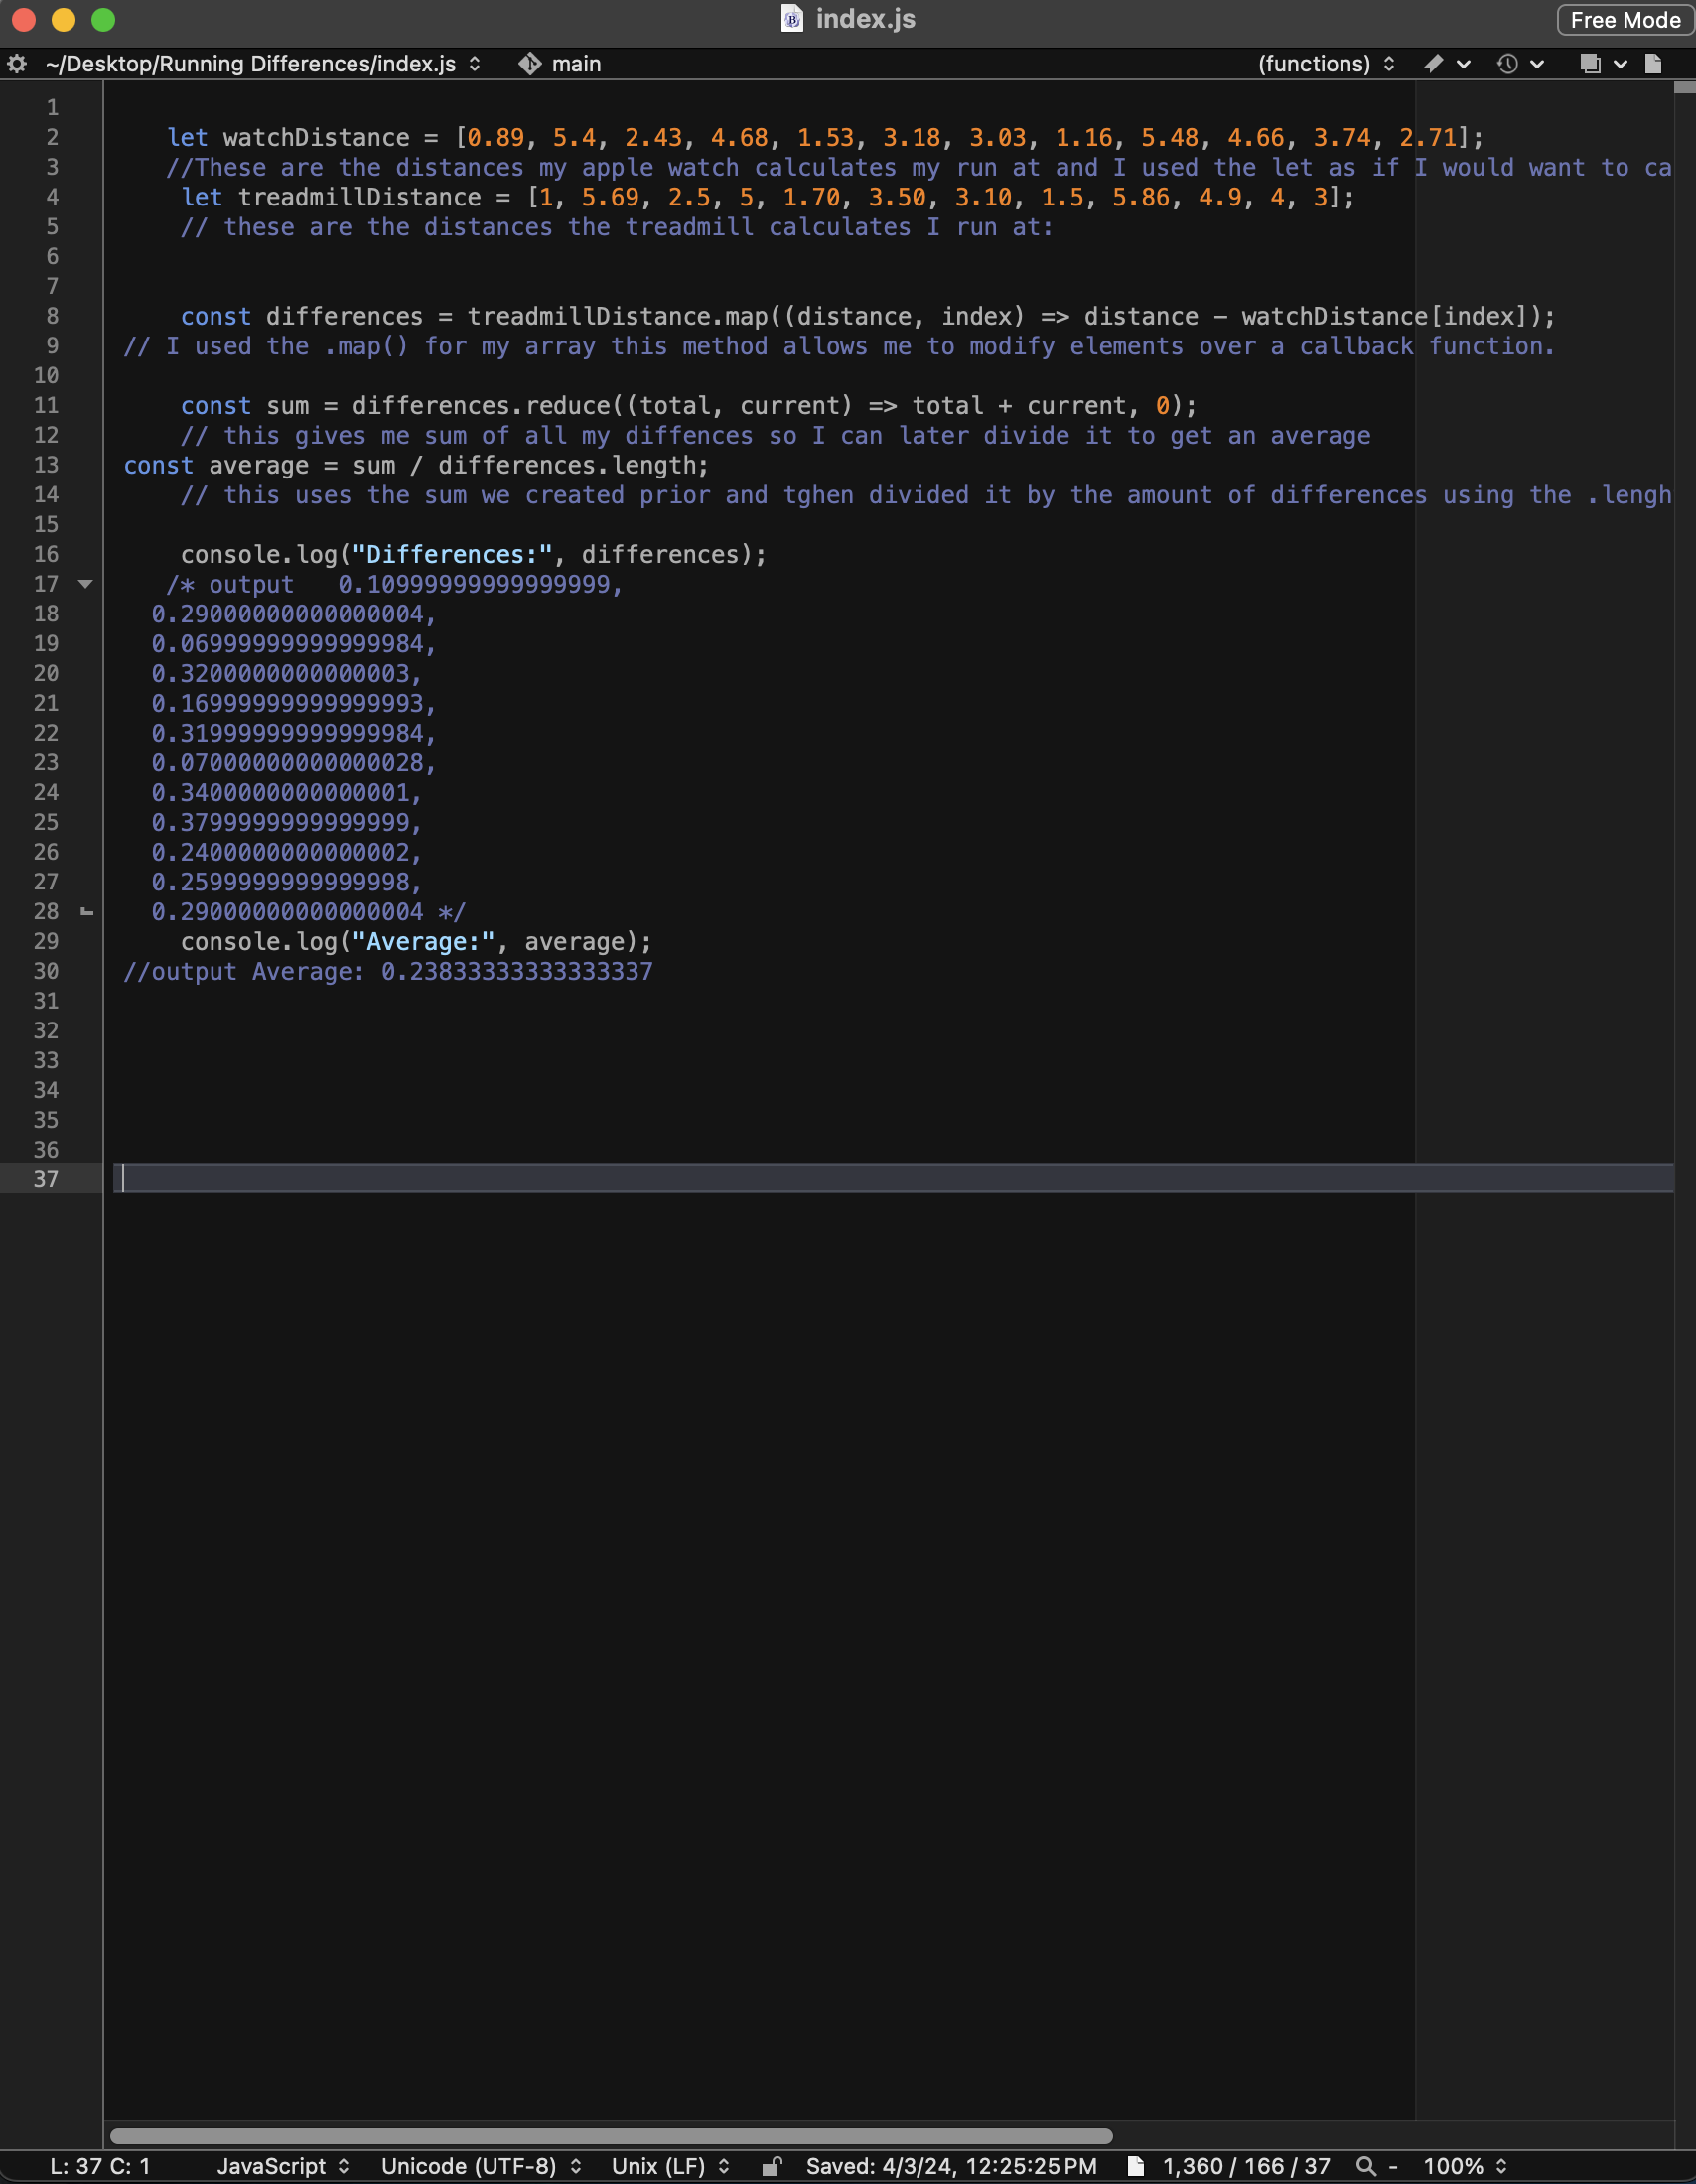 index.js
Free Mode
~/Desktop/Running Differences/index.js main (functions)
1
2 let watchDistance = [0.89, 5.4, 2.43, 4.68, 1.53, 3.18, 3.03, 1.16, 5.48, 4.66, 3.74, 2.71];
3 //These are the distances my apple watch calculates my run at and I used the let as if I would want to ca
4 let treadmillDistance = [1, 5.69, 2.5, 5, 1.70, 3.50, 3.10, 1.5, 5.86, 4.9, 4, 3];
5 // these are the distances the treadmill calculates I run at:
6
7
8 const differences = treadmillDistance.map((distance, index) => distance - watchDistance[index]);
9 // I used the .map() for my array this method allows me to modify elements over a callback function.
10
11 const sum = differences.reduce((total, current) => total + current, 0);
12 // this gives me sum of all my diffences so I can later divide it to get an average
13 const average = sum / differences.length;
14 // this uses the sum we created prior and tghen divided it by the amount of differences using the .lengh
15
16 console.log("Differences:", differences);
17 /* output 0.10999999999999999,
18 0.29000000000000004,
19 0.06999999999999984,
20 0.3200000000000003,
21 0.16999999999999993,
22 0.31999999999999984,
23 0.07000000000000028,
24 0.3400000000000001,
25 0.3799999999999999,
26 0.2400000000000002,
27 0.2599999999999998,
28 0.29000000000000004 */
29 console.log("Average:", average);
30 //output Average: 0.23833333333333337
31
32
33
34
35
36
37
L: 37 C: 1 JavaScript Unicode (UTF-8) Unix (LF) Saved: 4/3/24, 12:25:25 PM 1,360 / 166 / 37 - 100%